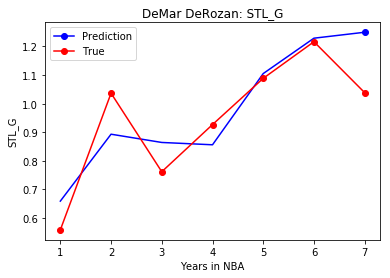 DeMar DeRozan: STL_G
Prediction
True
STL_G
1.2
1.1
1.0
0.9
0.8
0.7
0.6
1 2 3 4 5 6 7
Years in NBA